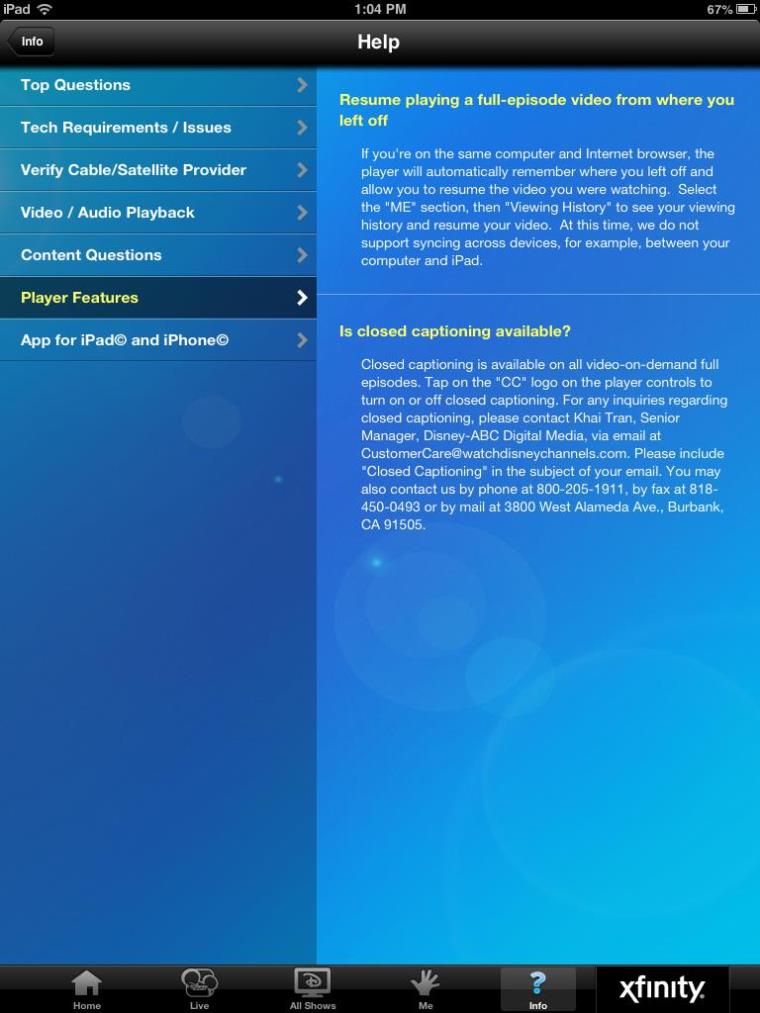 iPad
1:04 PM
67%
Info
Help
Top Questions
Tech Requirements / Issues
Verify Cable/Satellite Provider
Video / Audio Playback
Content Questions
Player Features
App for iPad© and iPhone©
Resume playing a full-episode video from where you
left off
If you're on the same computer and Internet browser, the
player will automatically remember where you left off and
allow you to resume the video you were watching.  Select
the "ME" section, then "Viewing History" to see your viewing
history and resume your video.  At this time, we do not
support syncing across devices, for example, between your
computer and iPad.
Is closed captioning available?
Closed captioning is available on all video-on-demand full
episodes. Tap on the "CC" logo on the player controls to
turn on or off closed captioning. For any inquiries regarding
closed captioning, please contact Khai Tran, Senior
Manager, Disney-ABC Digital Media, via email at
CustomerCare@watchdisneychannels.com. Please include
"Closed Captioning" in the subject of your email. You may
also contact us by phone at 800-205-1911, by fax at 818-
450-0493 or by mail at 3800 West Alameda Ave., Burbank,
CA 91505.
Home
Live
All Shows
Me
?
Info
xfinity.